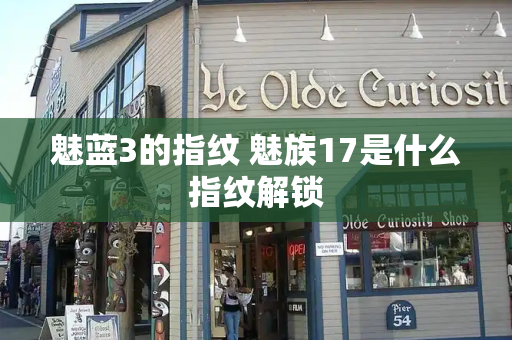 Ye Olde Curiosit
魅蓝3的指纹 魅族17是什么
指纹解锁
Olde Curiosity Shop
OPEN
NO PARKING
FILM
Pier
54